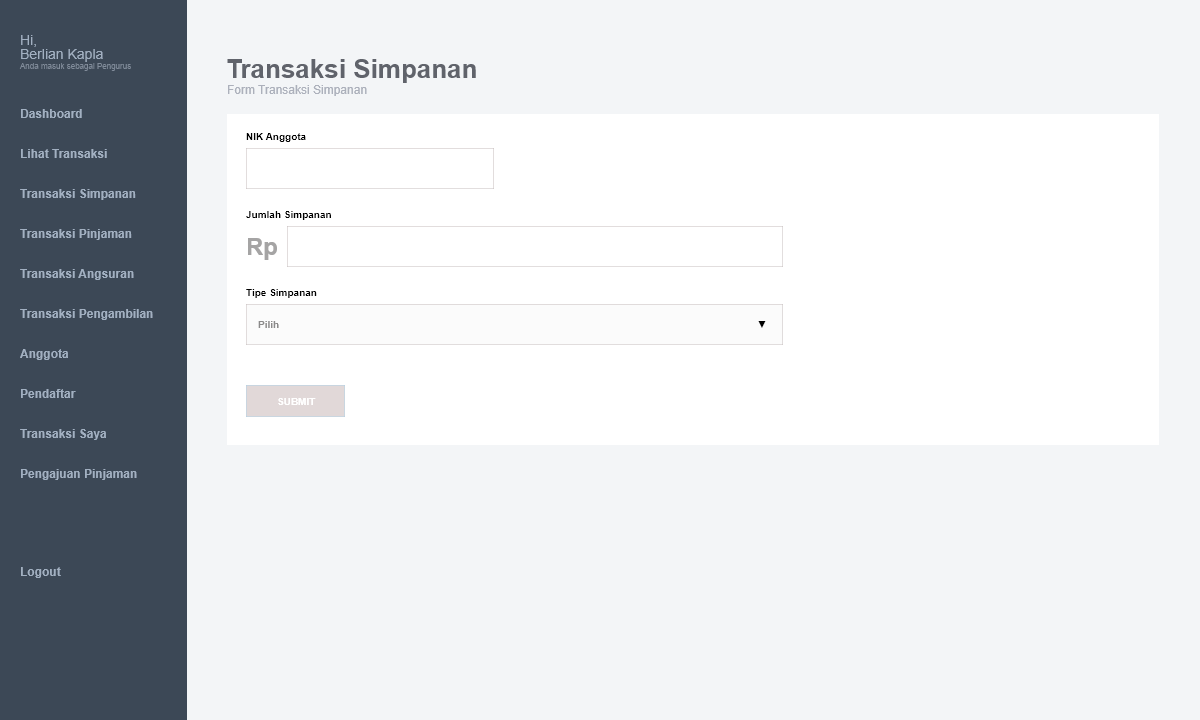 Hi,
Berlian Kapla
Anda masuk sebagai Pengurus
Dashboard
Lihat Transaksi
Transaksi Simpanan
Transaksi Pinjaman
Transaksi Angsuran
Transaksi Pengambilan
Anggota
Pendaftar
Transaksi Saya
Pengajuan Pinjaman
Logout
Transaksi Simpanan
Form Transaksi Simpanan
NIK Anggota
Jumlah Simpanan
Rp
Tipe Simpanan
Pilih
SUBMIT